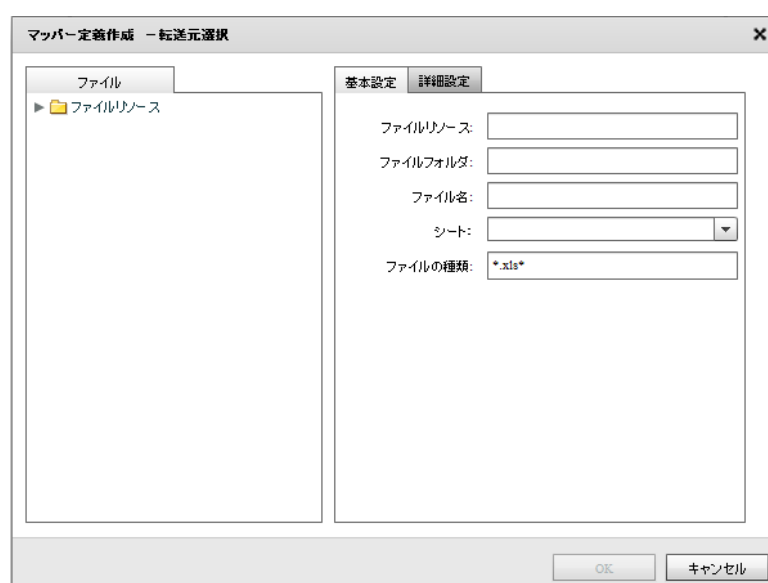 マッパー定義作成 －転送元選択
ファイル
ファイルリソース
基本設定 詳細設定
ファイルリソース:
ファイルフォルダ:
ファイル名:
シート:
ファイルの種類: *.xls*
OK キャンセル